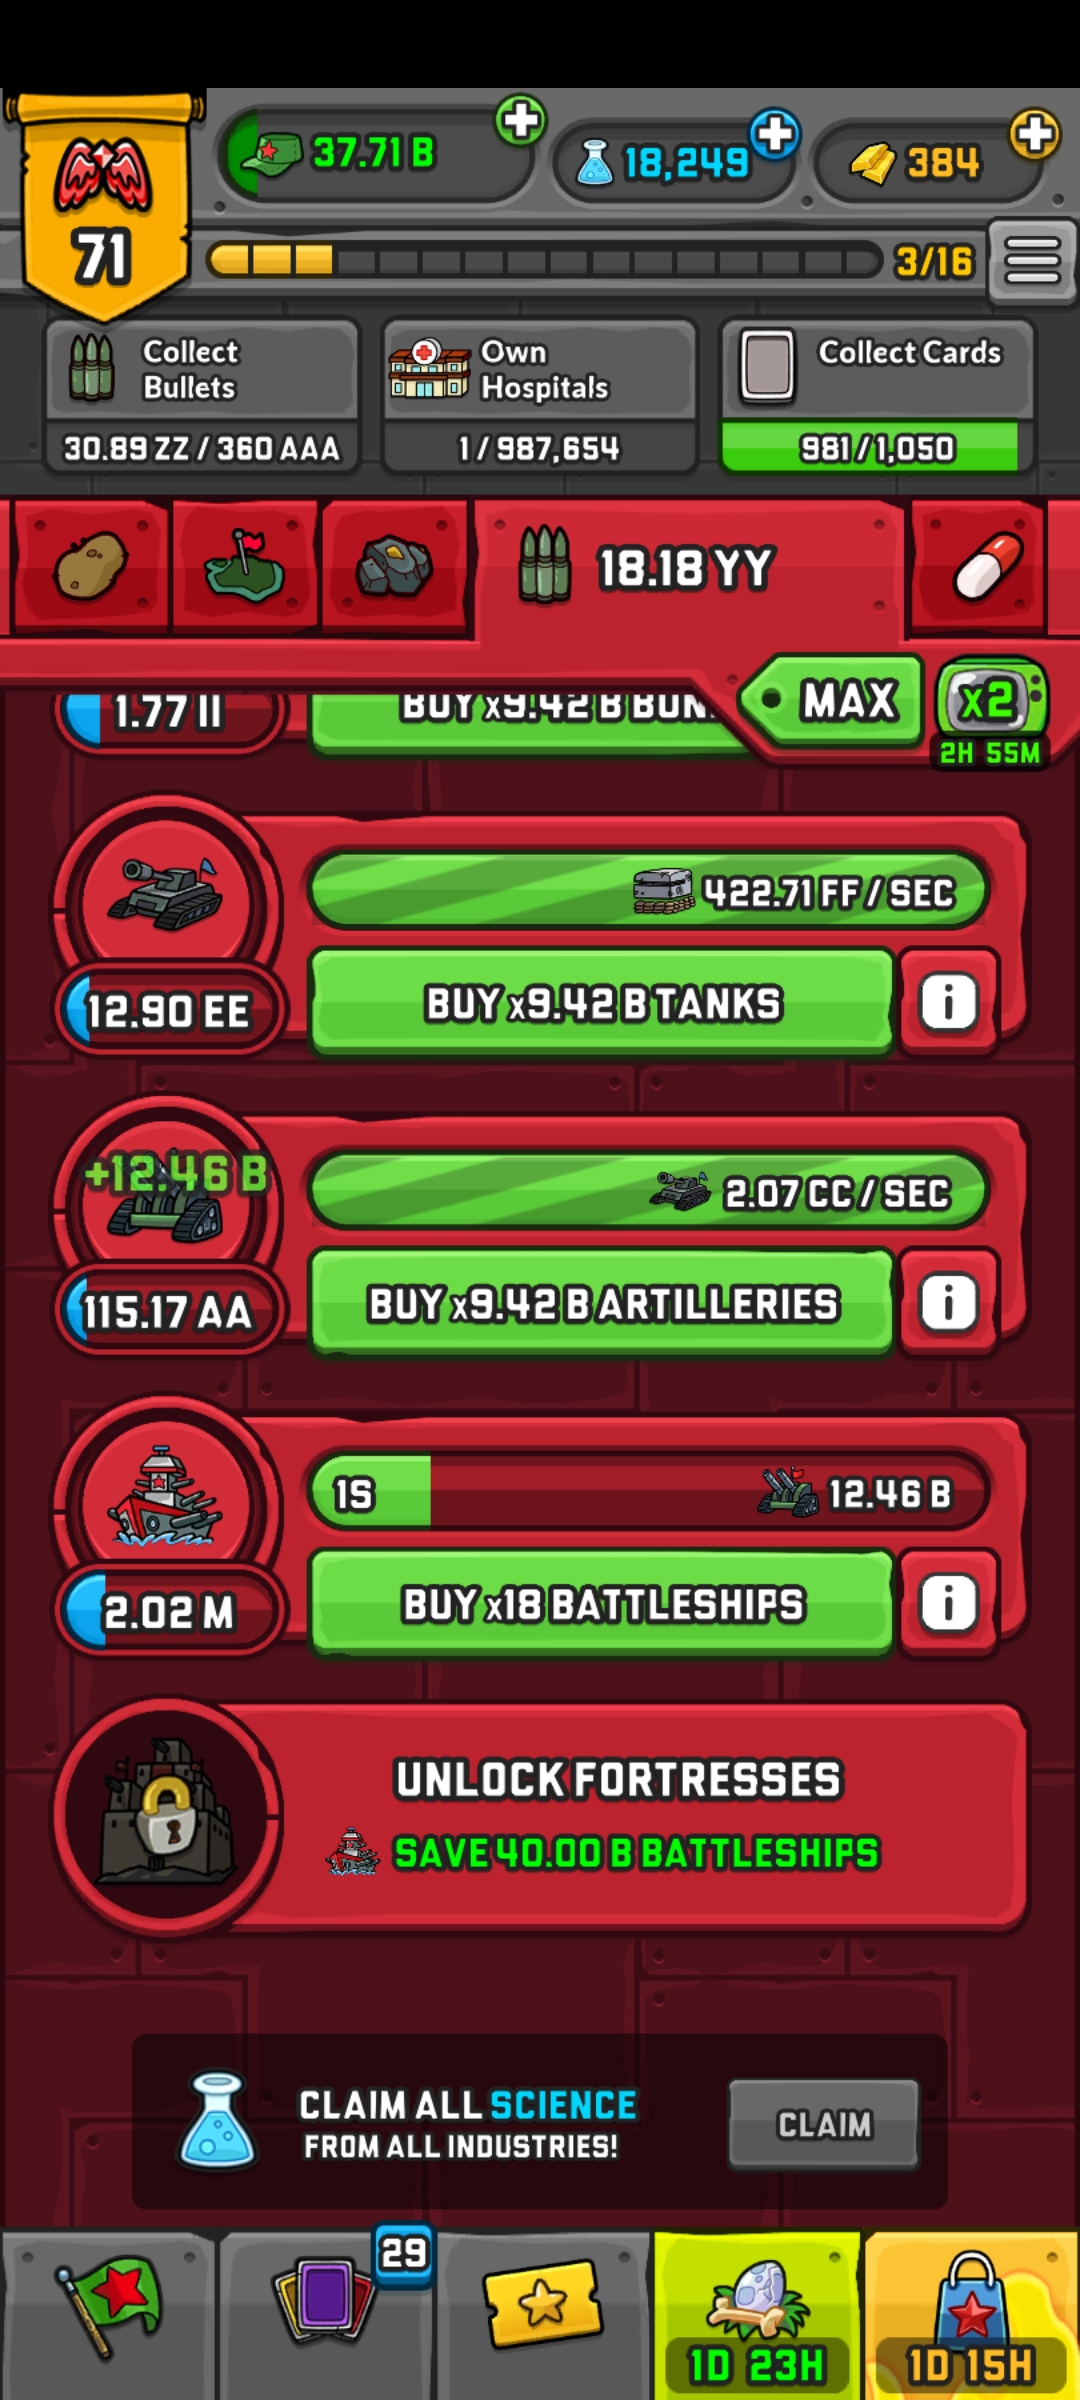 71
37.71 B
18,249
384
3/16
Collect
Bullets
30.89 ZZ / 360 AAA
Own
Hospitals
1 / 987,654
Collect Cards
981 / 1,050
18.18 YY
MAX
x2
2H 55M
1.77 II
BUY x9.42 B BUN
422.71 FF / SEC
12.90 EE
BUY x9.42 B TANKS
i
+12.46 B
2.07 CC / SEC
115.17 AA
BUY x9.42 B ARTILLERIES
i
1S
12.46 B
2.02 M
BUY x18 BATTLESHIPS
i
UNLOCK FORTRESSES
SAVE 40.00 B BATTLESHIPS
CLAIM ALL SCIENCE
FROM ALL INDUSTRIES!
CLAIM
29
1D 23H
1D 15H